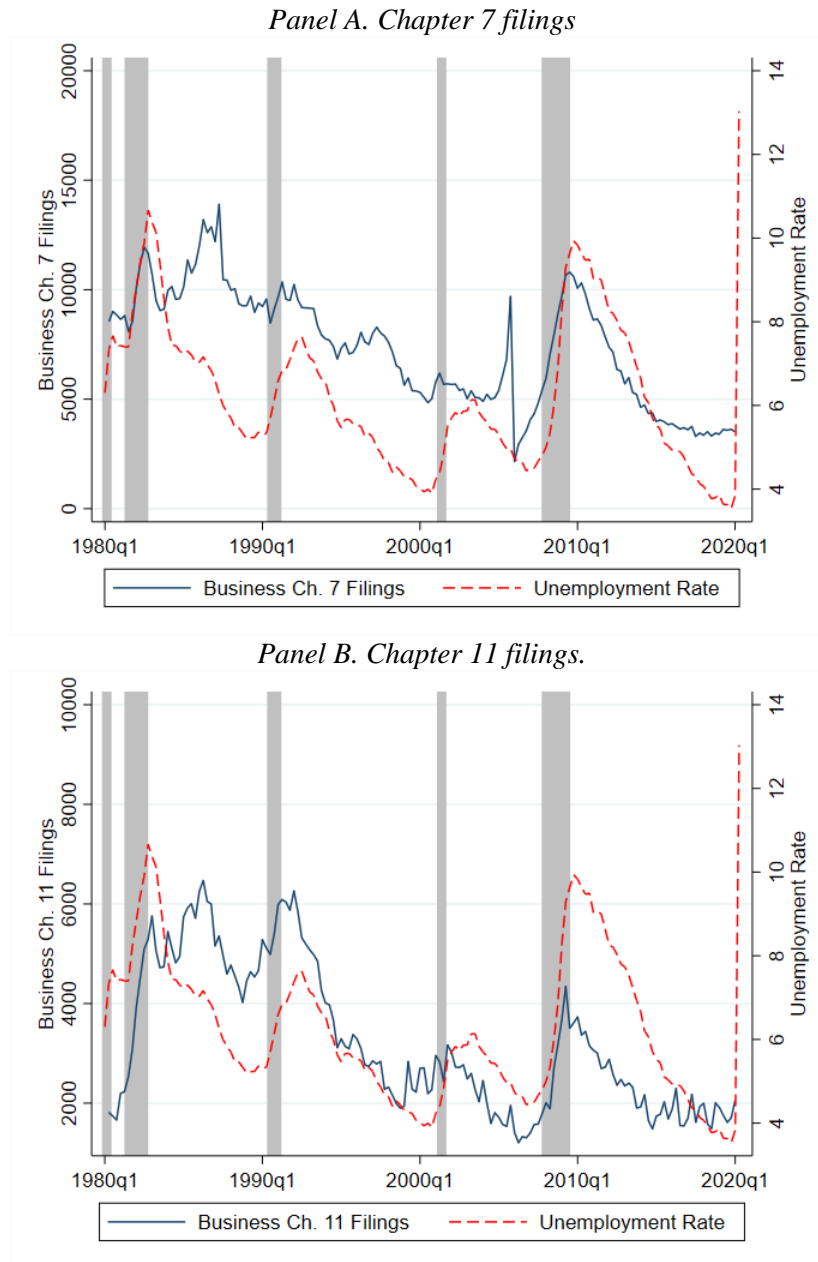 Panel A. Chapter 7 filings
Business Ch. 7 Filings
20000
15000
10000
5000
0
Unemployment Rate
14
12
10
8
6
4
1980q1 1990q1 2000q1 2010q1 2020q1
Business Ch. 7 Filings Unemployment Rate
Panel B. Chapter 11 filings.
Business Ch. 11 Filings
10000
8000
6000
4000
2000
Unemployment Rate
14
12
10
8
6
4
1980q1 1990q1 2000q1 2010q1 2020q1
Business Ch. 11 Filings Unemployment Rate